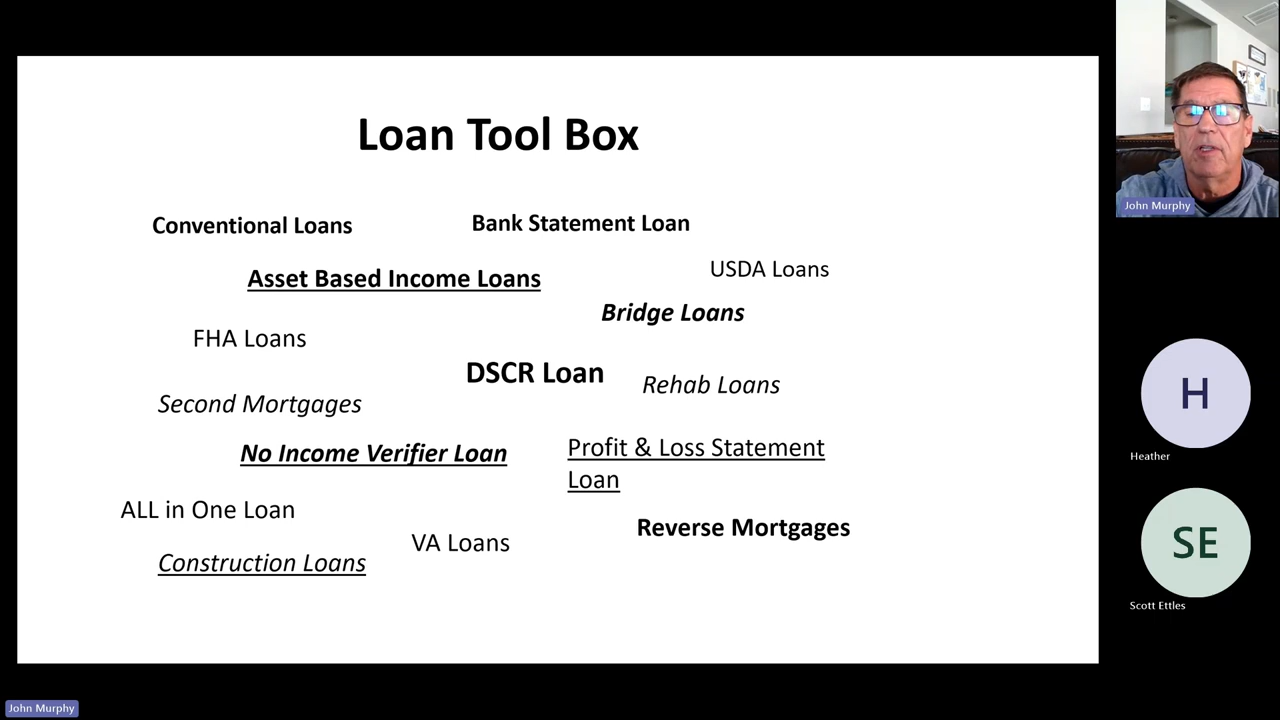 Loan Tool Box
Conventional Loans
Bank Statement Loan
Asset Based Income Loans
USDA Loans
Bridge Loans
FHA Loans
DSCR Loan
Rehab Loans
Second Mortgages
No Income Verifier Loan
Profit & Loss Statement
Loan
ALL in One Loan
Reverse Mortgages
VA Loans
Construction Loans
John Murphy
H
Heather
SE
Scott Ettles
John Murphy